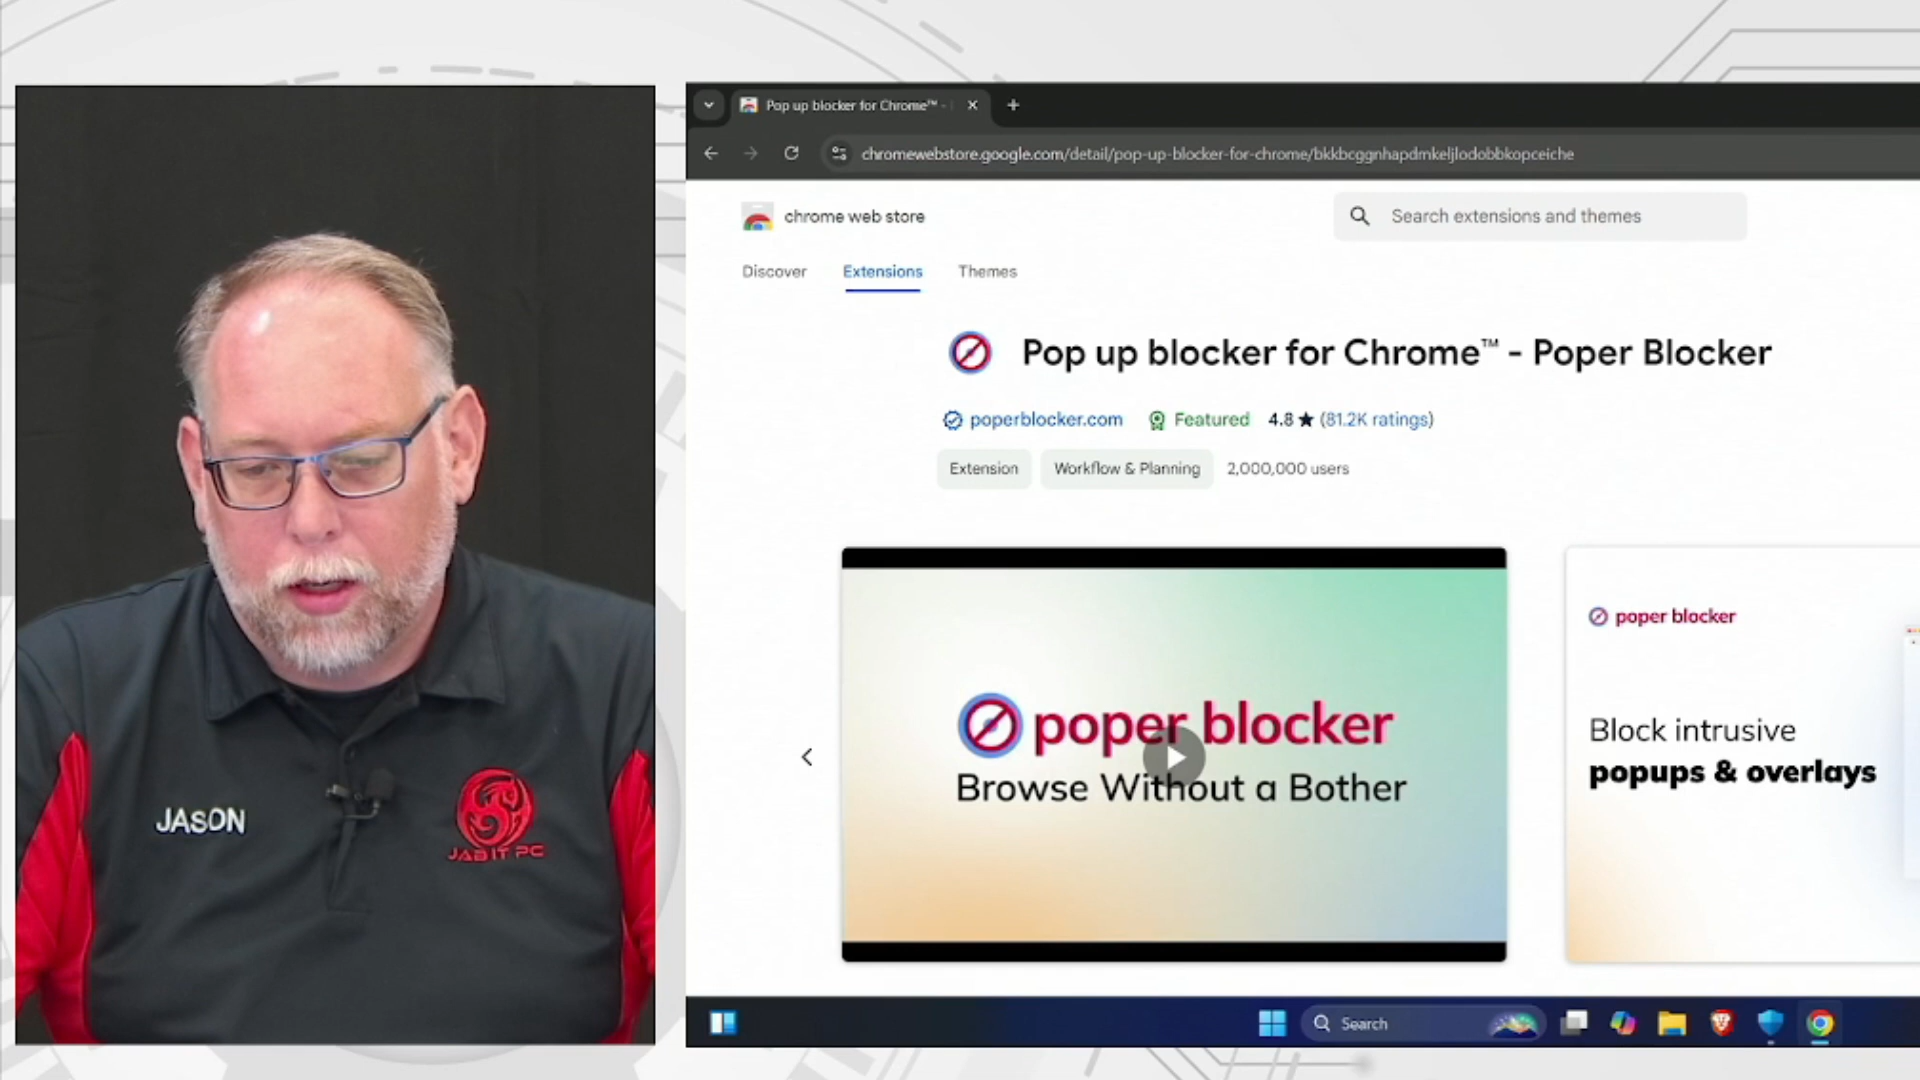 JASON
JAB IT PC
Pop up blocker for Chrome™ -
chromewebstore.google.com/detail/pop-up-blocker-for-chrome/bkkbcggnhapdmkeljlodobbkopceiche
chrome web store
Search extensions and themes
Discover
Extensions
Themes
Pop up blocker for Chrome™ - Poper Blocker
poperblocker.com
Featured
4.8 ★ (81.2K ratings)
Extension
Workflow & Planning
2,000,000 users
poper blocker
Browse Without a Bother
poper blocker
Block intrusive
popups & overlays
Search